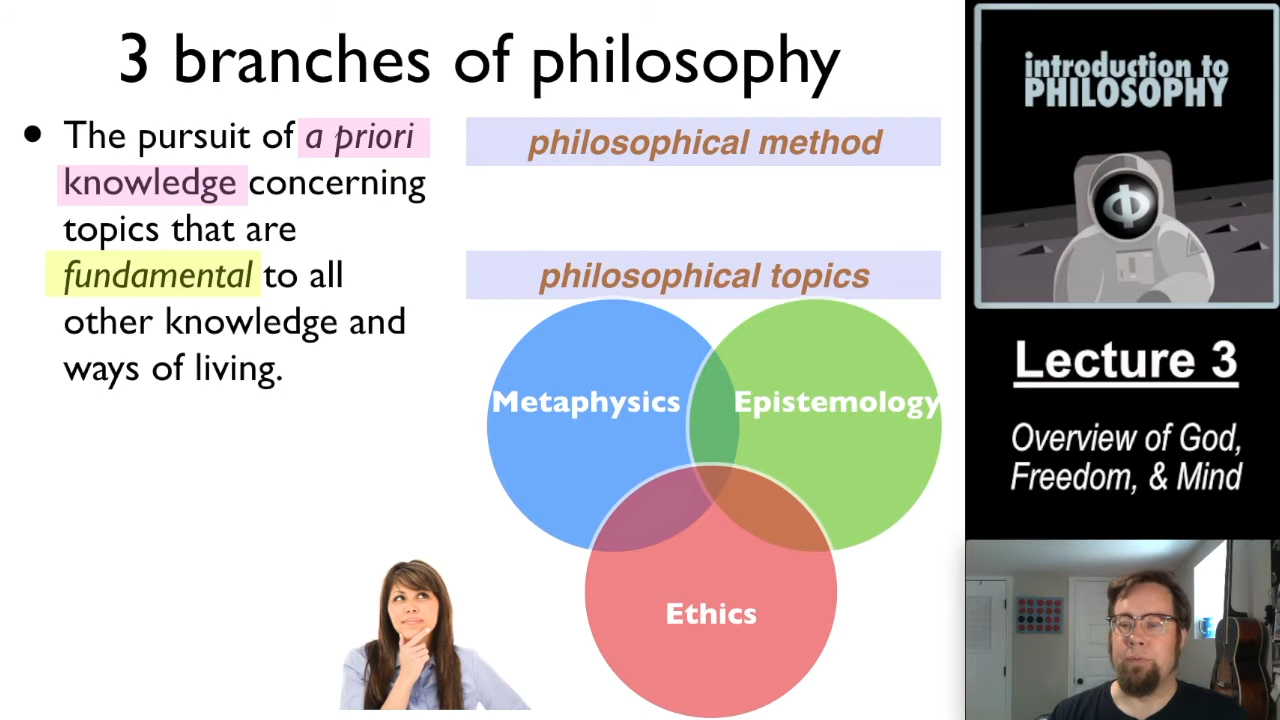 3 branches of philosophy
• The pursuit of a priori
knowledge concerning
topics that are
fundamental to all
other knowledge and
ways of living.
philosophical method
philosophical topics
Metaphysics
Epistemology
Ethics
introduction to
PHILOSOPHY
Φ
Lecture 3
Overview of God,
Freedom, & Mind